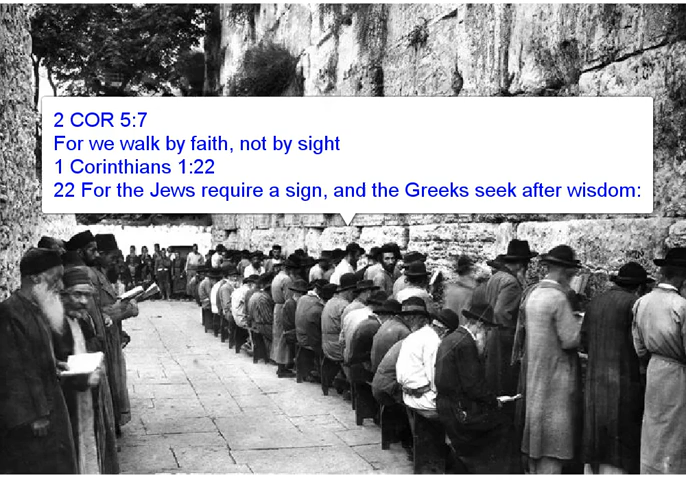 2 COR 5:7
For we walk by faith, not by sight
1 Corinthians 1:22
22 For the Jews require a sign, and the Greeks seek after wisdom: